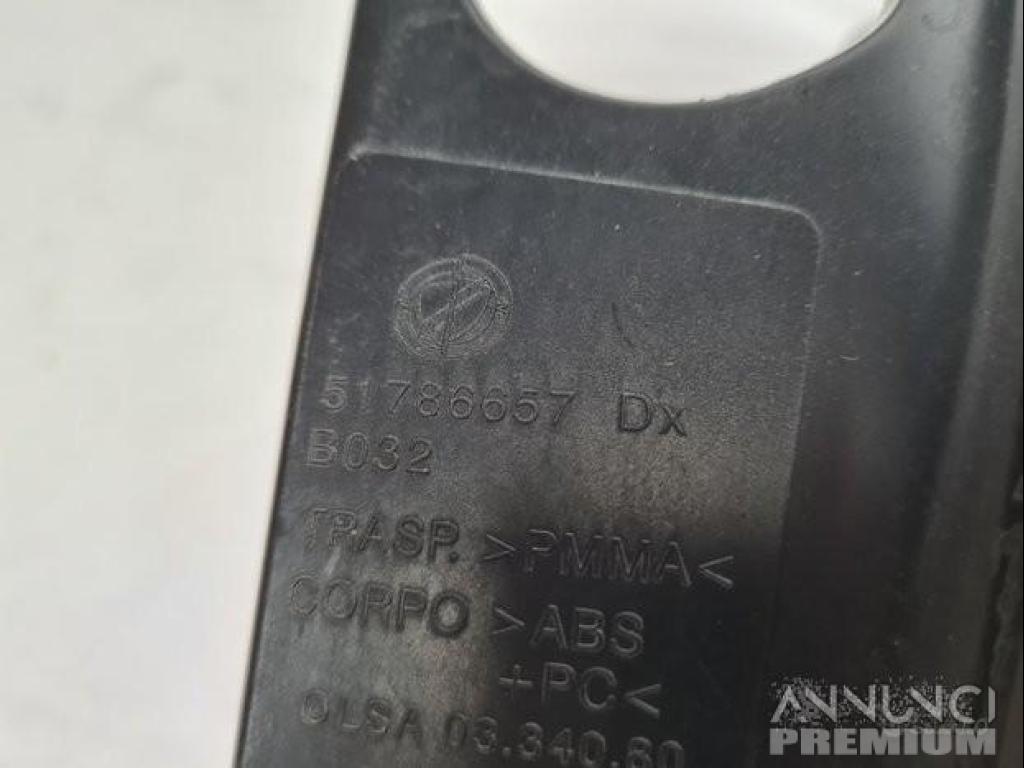 51786657 Dx
B032
TRASP. >PMMA<
CORPO >ABS
+PC<
OLSA 03.340.80
ANNUNCI
PREMIUM